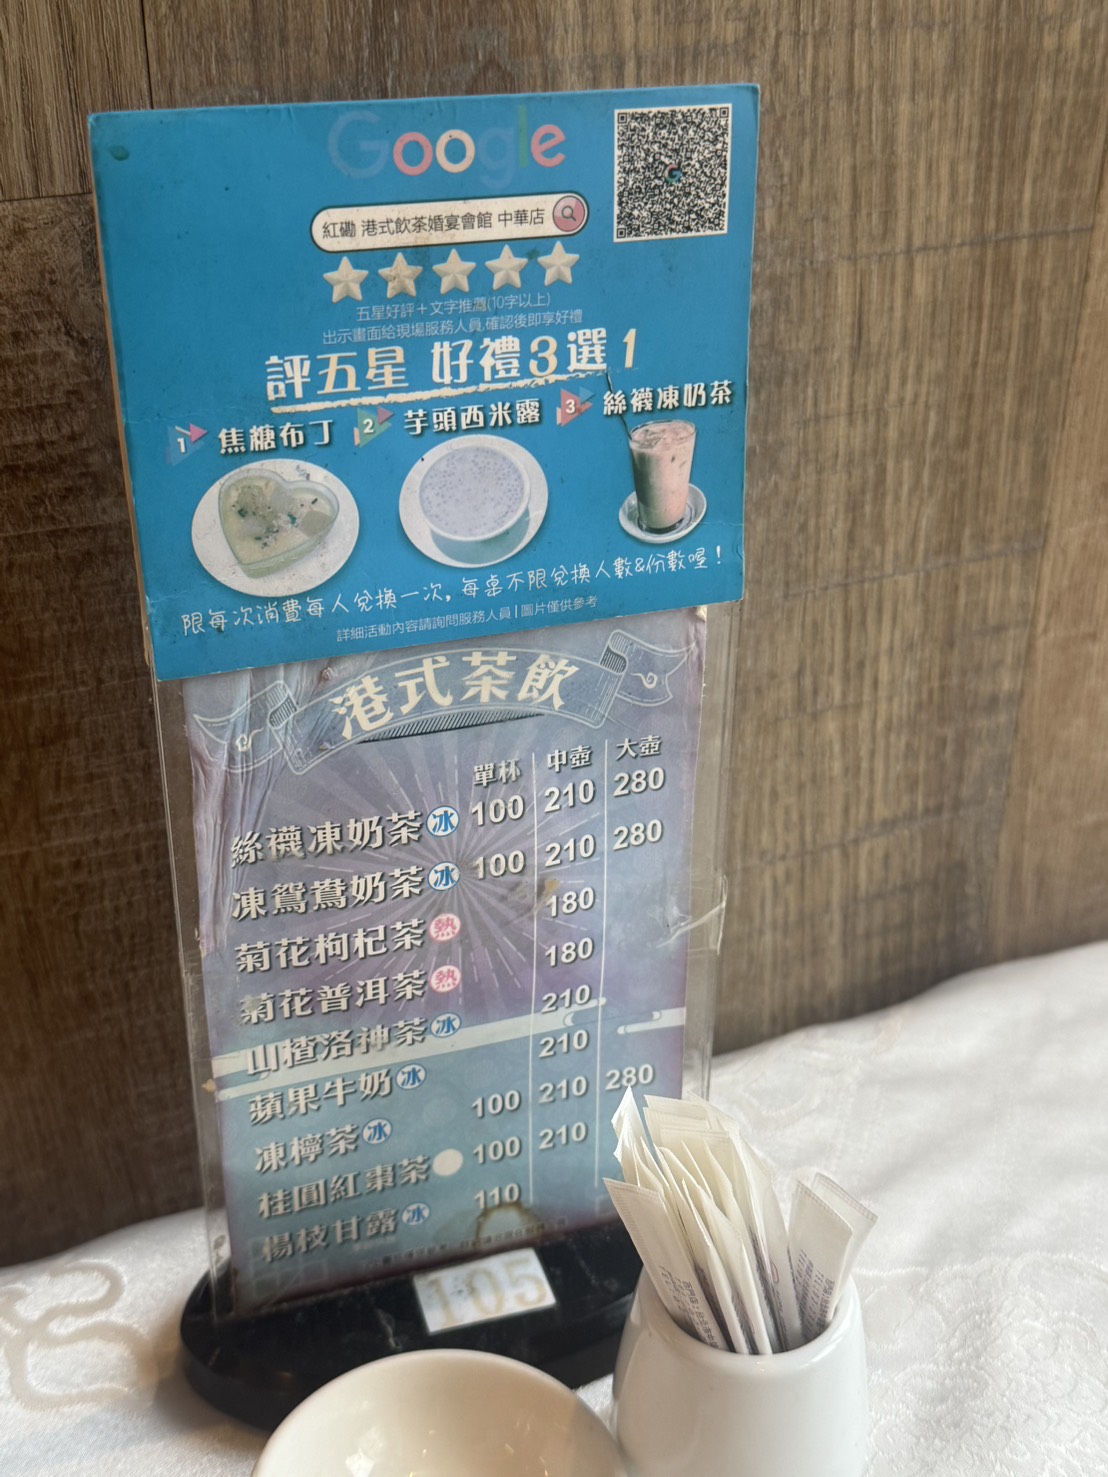 Google
紅磡 港式飲茶婚宴會館 中華店
五星好評+文字推薦(10字以上)
出示畫面給現場服務人員,確認後即享好禮
評五星 好禮3選1
1 焦糖布丁 2 芋頭西米露 3 絲襪凍奶茶
限每次消費每人兌換一次,每桌不限兌換人數&份數喔!
詳細活動內容請詢問服務人員|圖片僅供參考
港式茶飲
單杯 中壺 大壺
絲襪凍奶茶 冰 100 210 280
凍鴛鴦奶茶 冰 100 210 280
菊花枸杞茶 熱 180
菊花普洱茶 熱 180
山楂洛神茶 冰 210
蘋果牛奶 冰 210
凍檸茶 冰 100 210 280
桂圓紅棗茶 100 210
楊枝甘露 冰 110
105